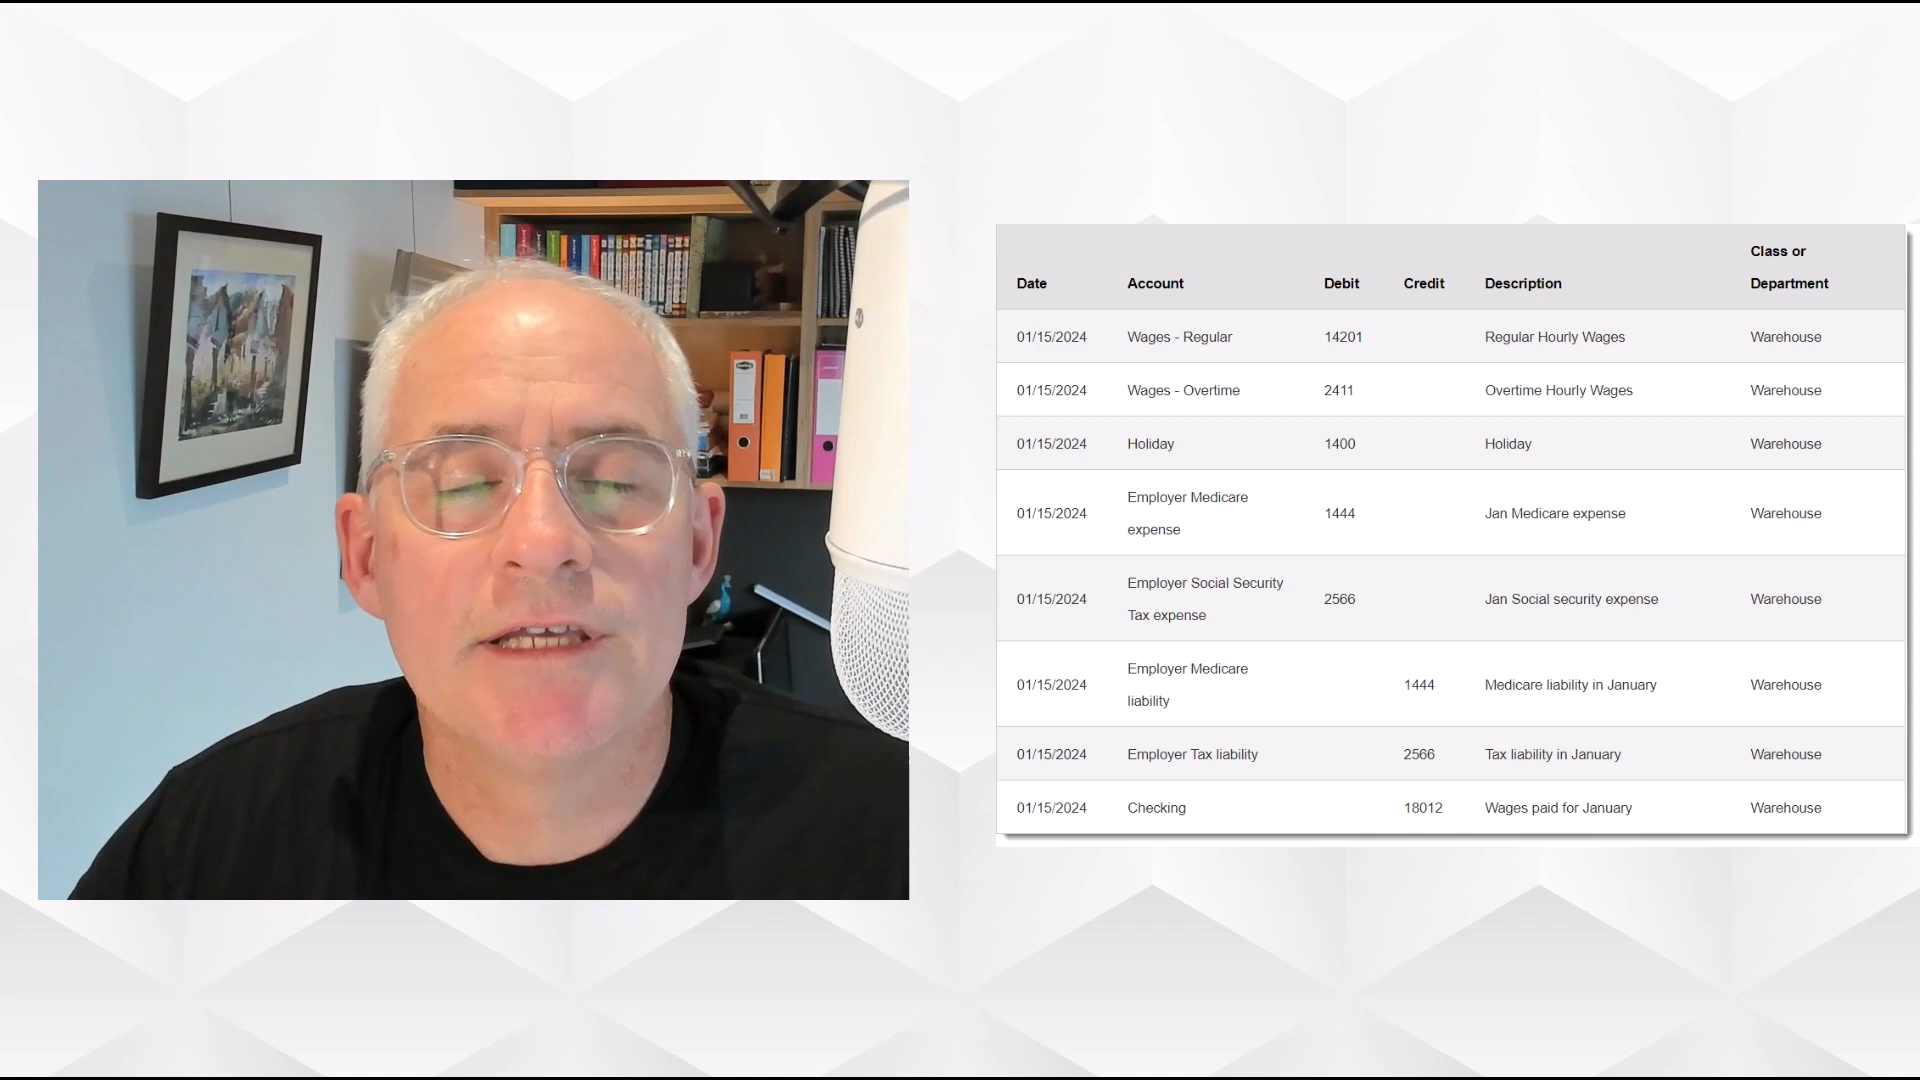 Class or
Date Account Debit Credit Description Department
01/15/2024 Wages - Regular 14201 Regular Hourly Wages Warehouse
01/15/2024 Wages - Overtime 2411 Overtime Hourly Wages Warehouse
01/15/2024 Holiday 1400 Holiday Warehouse
Employer Medicare
01/15/2024 1444 Jan Medicare expense Warehouse
expense
Employer Social Security
01/15/2024 2566 Jan Social security expense Warehouse
Tax expense
Employer Medicare
01/15/2024 1444 Medicare liability in January Warehouse
liability
01/15/2024 Employer Tax liability 2566 Tax liability in January Warehouse
01/15/2024 Checking 18012 Wages paid for January Warehouse